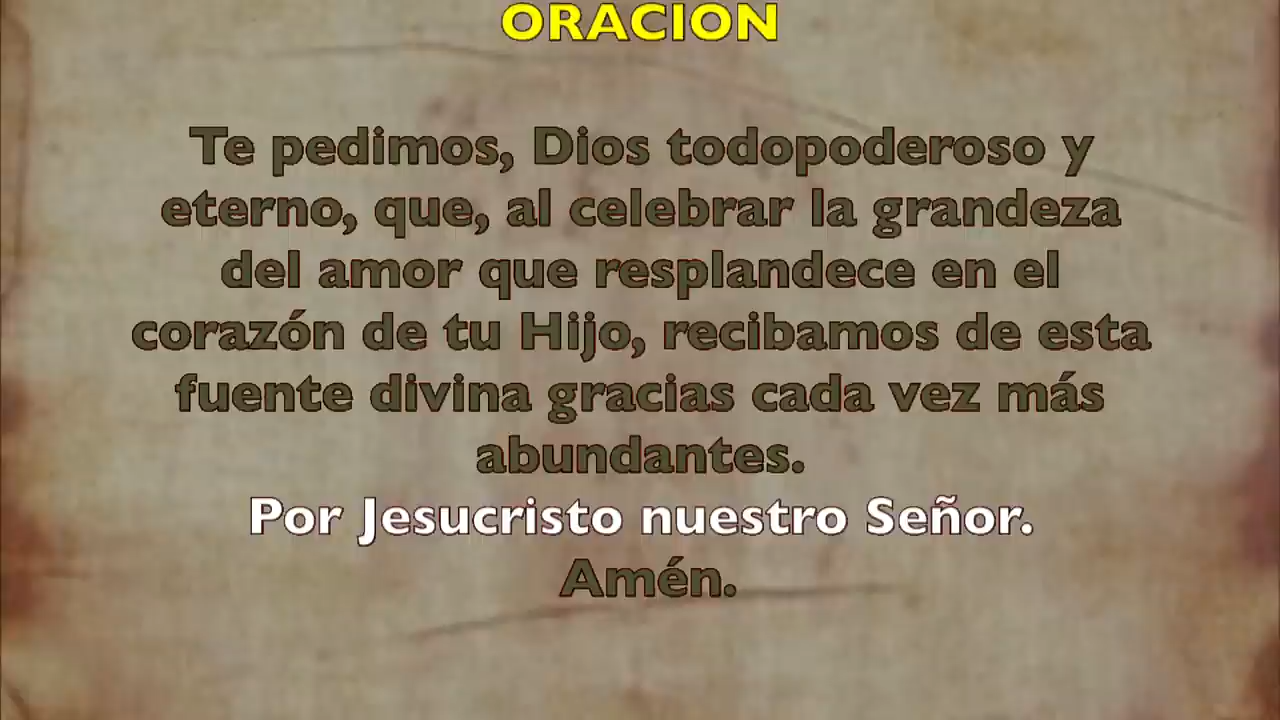 ORACION
Te pedimos, Dios todopoderoso y
eterno, que, al celebrar la grandeza
del amor que resplandece en el
corazón de tu Hijo, recibamos de esta
fuente divina gracias cada vez más
abundantes.
Por Jesucristo nuestro Señor.
Amén.